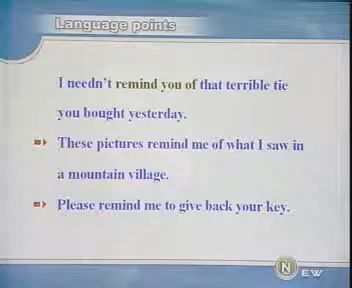 Language points
I needn't remind you of that terrible tie
you bought yesterday.
These pictures remind me of what I saw in
a mountain village.
Please remind me to give back your key.
N EW